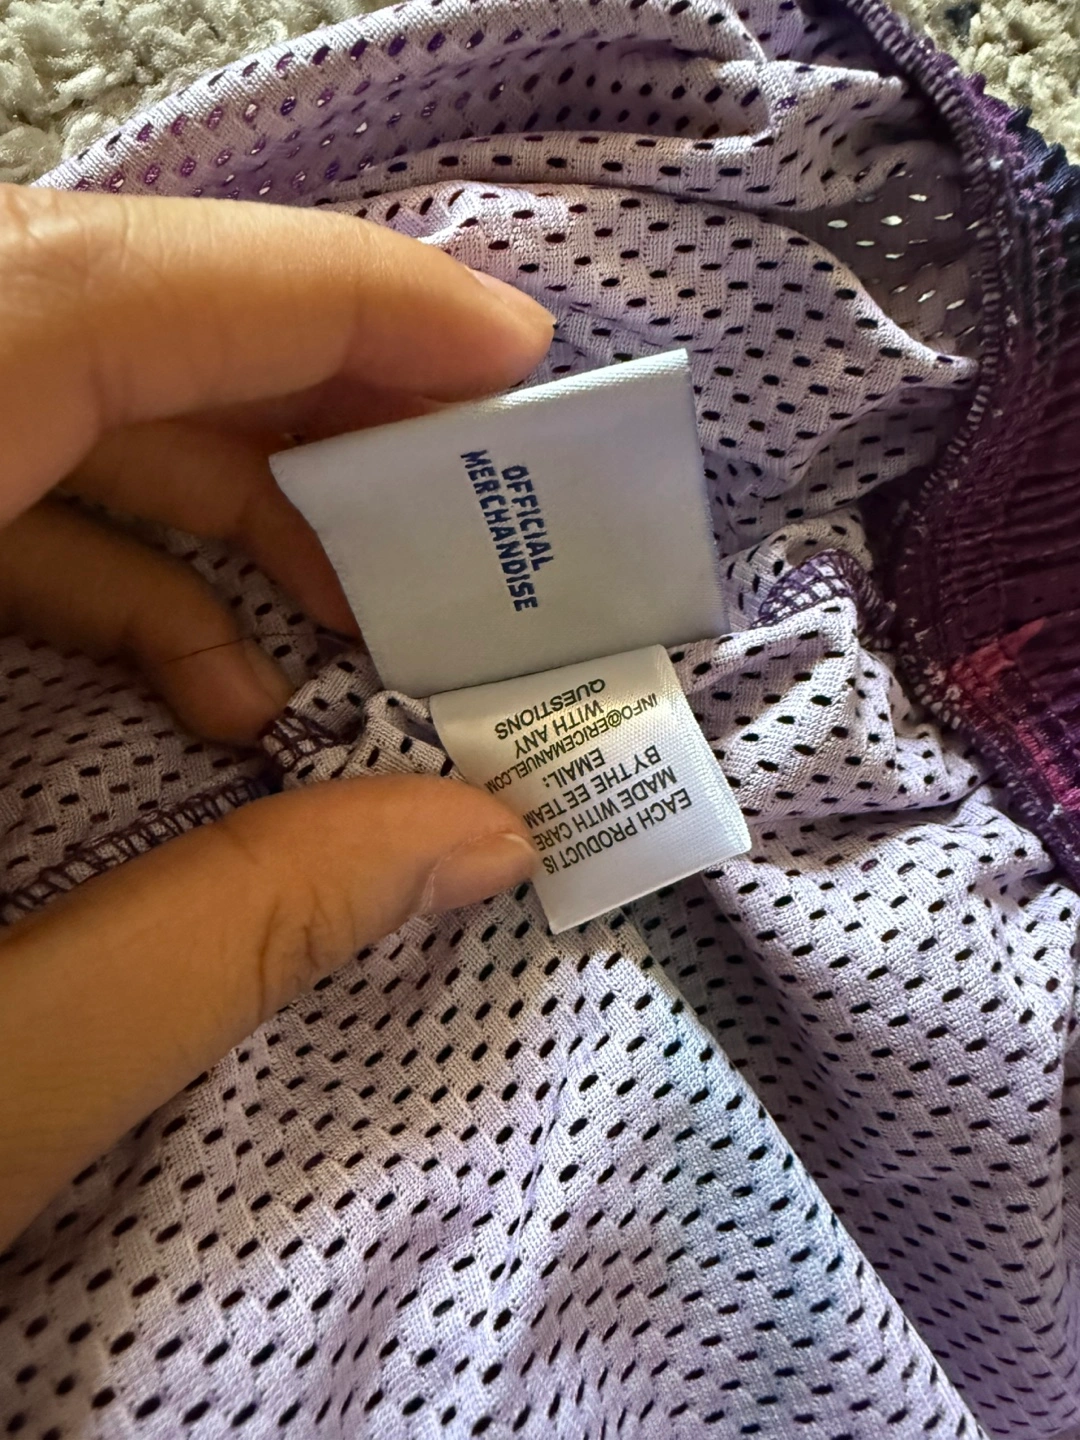 OFFICIAL
MERCHANDISE
EACH PRODUCT IS
MADE WITH CARE
BY THE EE TEAM
EMAIL:
INFO@ERICEMANUEL.COM
WITH ANY
QUESTIONS